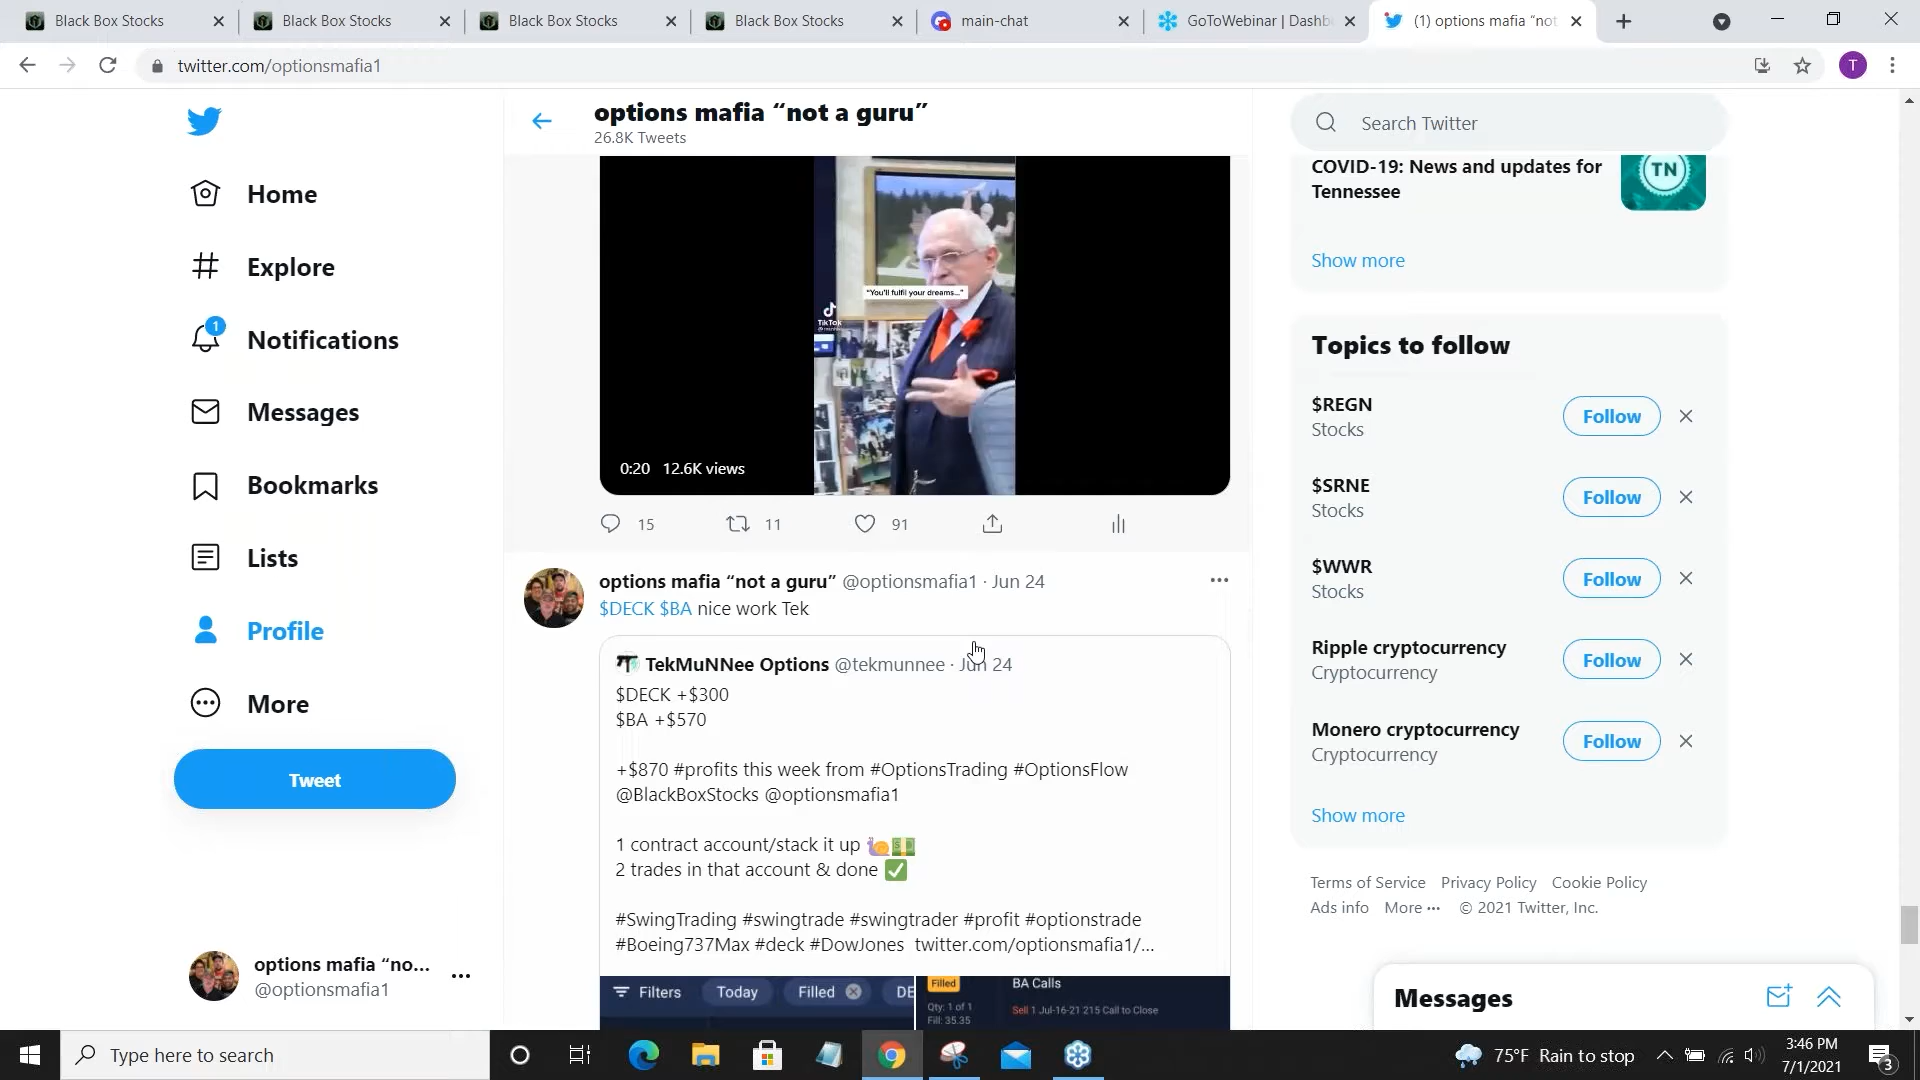 Black Box Stocks
Black Box Stocks
Black Box Stocks
Black Box Stocks
main-chat
GoToWebinar | Dashb
(1) options mafia “not
twitter.com/optionsmafia1
T
Home
Explore
1
Notifications
Messages
Bookmarks
Lists
Profile
More
Tweet
options mafia “no...
@optionsmafia1
options mafia “not a guru”
26.8K Tweets
"You'll fulfil your dreams..."
TikTok
0:20 12.6K views
15 11 91
options mafia “not a guru” @optionsmafia1 · Jun 24
$DECK $BA nice work Tek
TekMuNNee Options @tekmunnee · Jun 24
$DECK +$300
$BA +$570
+$870 #profits this week from #OptionsTrading #OptionsFlow
@BlackBoxStocks @optionsmafia1
1 contract account/stack it up 🐌💵
2 trades in that account & done ✅
#SwingTrading #swingtrade #swingtrader #profit #optionstrade
#Boeing737Max #deck #DowJones twitter.com/optionsmafia1/...
Filters Today Filled DE
Filled BA Calls
Qty: 1 of 1
Sell 1 Jul-16-21 215 Call to Close
Fill: 35.35
Search Twitter
COVID-19: News and updates for
Tennessee
TN
Show more
Topics to follow
$REGN
Stocks
Follow
$SRNE
Stocks
Follow
$WWR
Stocks
Follow
Ripple cryptocurrency
Cryptocurrency
Follow
Monero cryptocurrency
Cryptocurrency
Follow
Show more
Terms of Service Privacy Policy Cookie Policy
Ads info More ··· © 2021 Twitter, Inc.
Messages
Type here to search
75°F Rain to stop
3:46 PM
7/1/2021
3